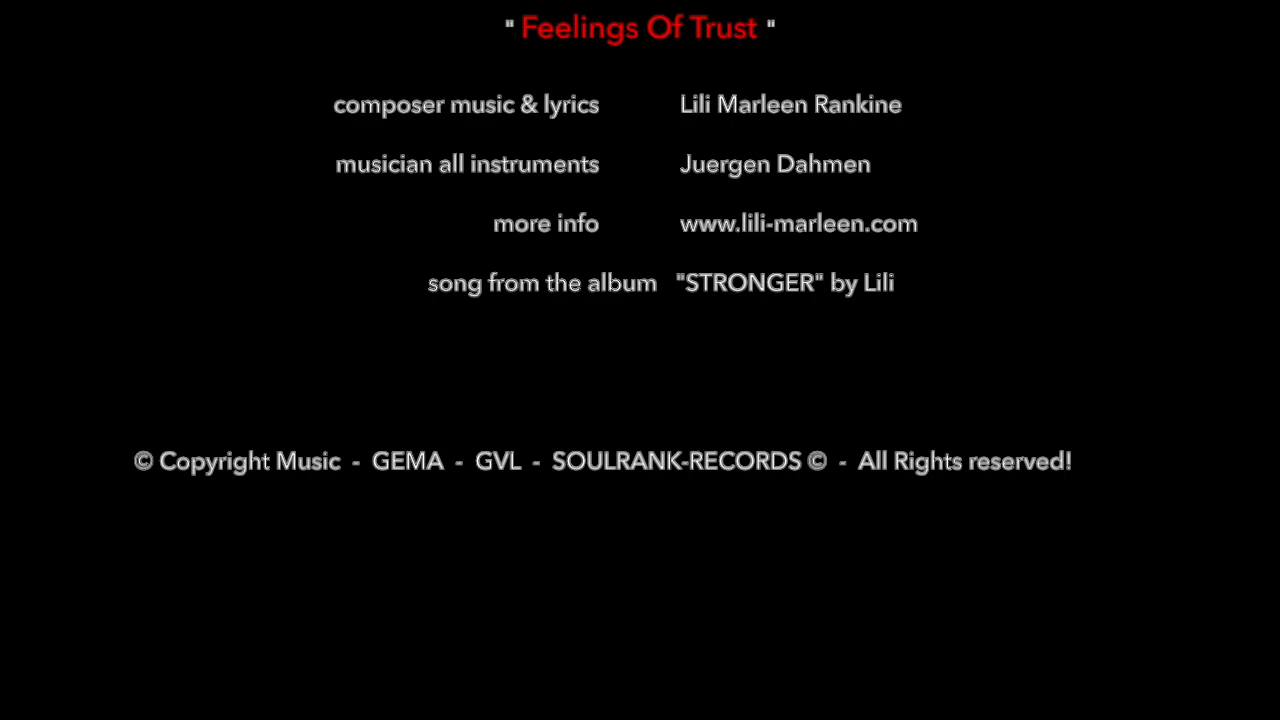 " Feelings Of Trust "
composer music & lyrics Lili Marleen Rankine
musician all instruments Juergen Dahmen
more info www.lili-marleen.com
song from the album "STRONGER" by Lili
© Copyright Music - GEMA - GVL - SOULRANK-RECORDS © - All Rights reserved!